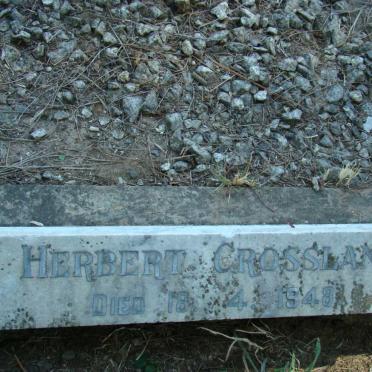 HERBERT CROSSLAN
DIED 18 4 1948